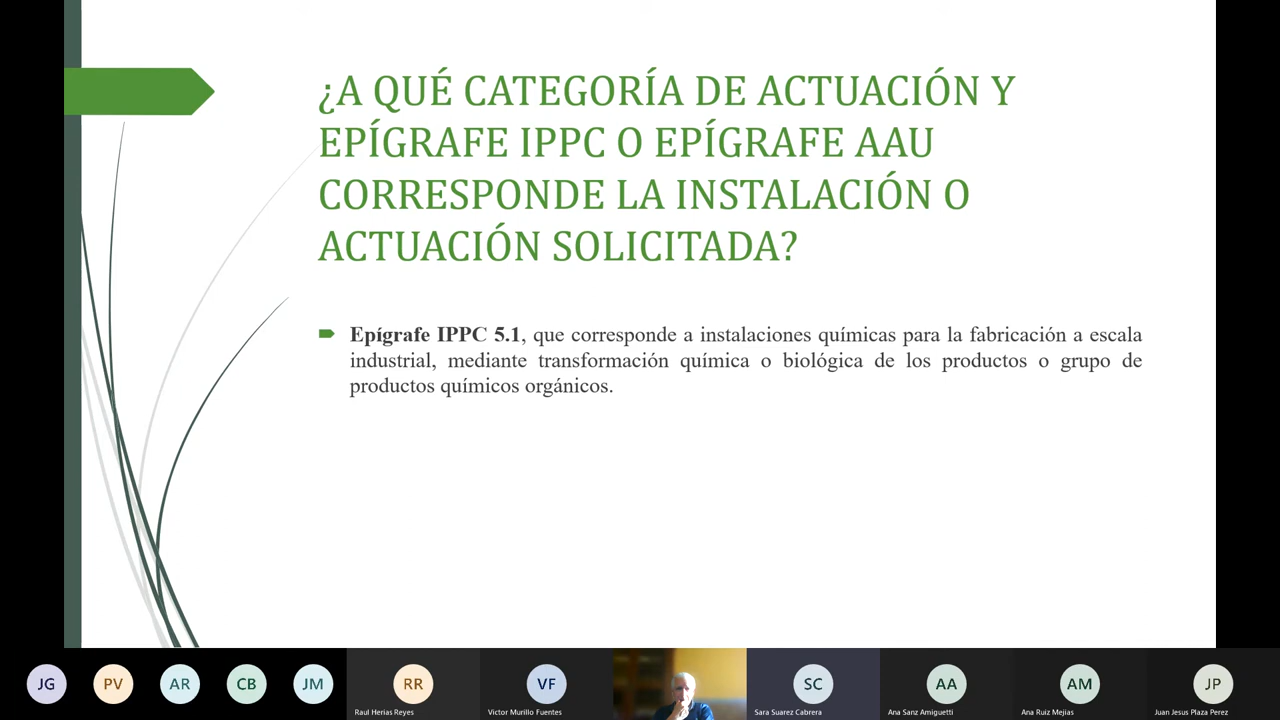 ¿A QUÉ CATEGORÍA DE ACTUACIÓN Y
EPÍGRAFE IPPC O EPÍGRAFE AAU
CORRESPONDE LA INSTALACIÓN O
ACTUACIÓN SOLICITADA?
Epígrafe IPPC 5.1, que corresponde a instalaciones químicas para la fabricación a escala
industrial, mediante transformación química o biológica de los productos o grupo de
productos químicos orgánicos.
JG PV AR CB JM RR VF SC AA AM JP
Raul Herias Reyes Victor Murillo Fuentes Sara Suarez Cabrera Ana Sanz Amiguetti Ana Ruiz Mejias Juan Jesus Plaza Perez